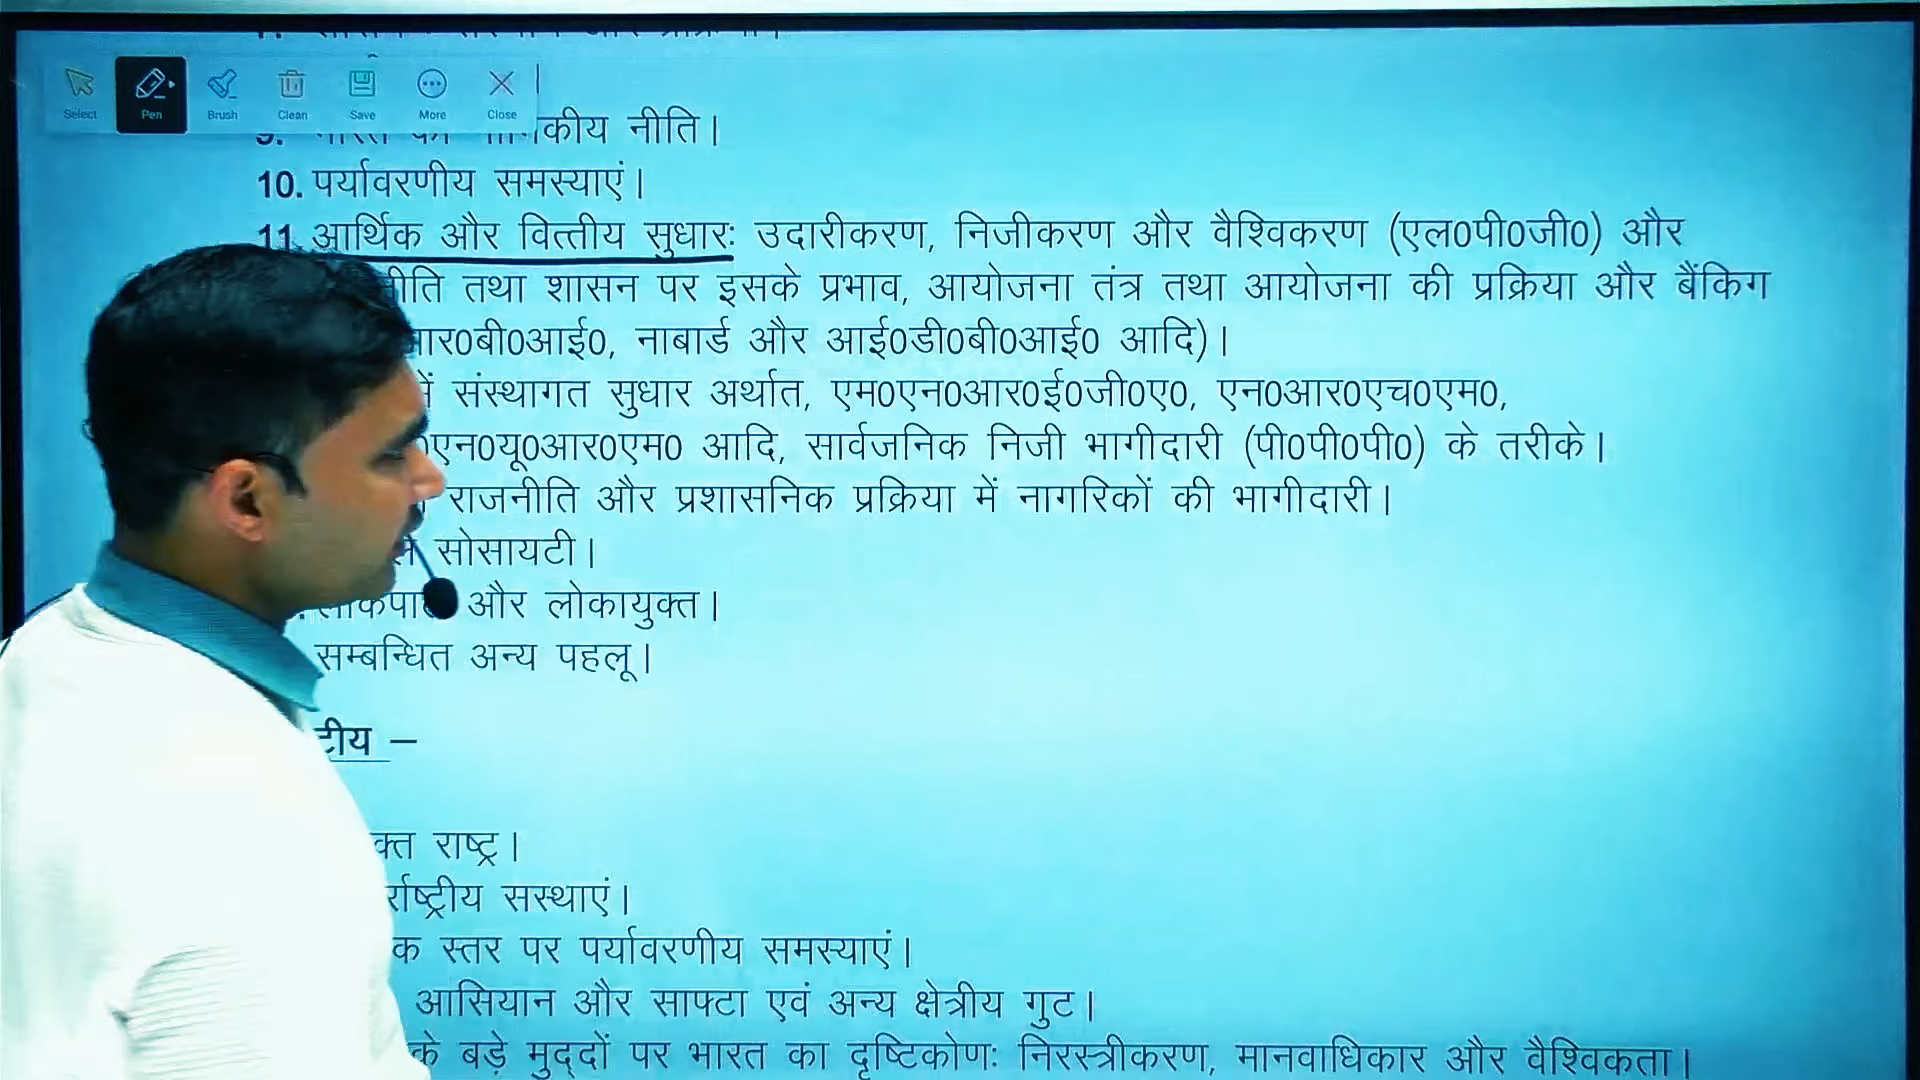 Select Pen Brush Clean Save More Close
नीति।
10. पर्यावरणीय समस्याएं।
11. आर्थिक और वित्तीय सुधारः उदारीकरण, निजीकरण और वैश्विकरण (एल0पी0जी0) और
तथा शासन पर इसके प्रभाव, आयोजना तंत्र तथा आयोजना की प्रक्रिया और बैंकिग
नाबार्ड और आई0डी0बी0आई0 आदि)।
संस्थागत सुधार अर्थात, एम0एन0आर0ई0जी0ए0, एन0आर0एच0एम0,
आदि, सार्वजनिक निजी भागीदारी (पी0पी0पी0) के तरीके।
राजनीति और प्रशासनिक प्रक्रिया में नागरिकों की भागीदारी।
सोसायटी।
और लोकायुक्त।
सम्बन्धित अन्य पहलू।
राष्ट्र।
सस्थाएं।
स्तर पर पर्यावरणीय समस्याएं।
आसियान और साफ्टा एवं अन्य क्षेत्रीय गुट।
के बड़े मुद्दों पर भारत का दृष्टिकोणः निरस्त्रीकरण, मानवाधिकार और वैश्विकता।